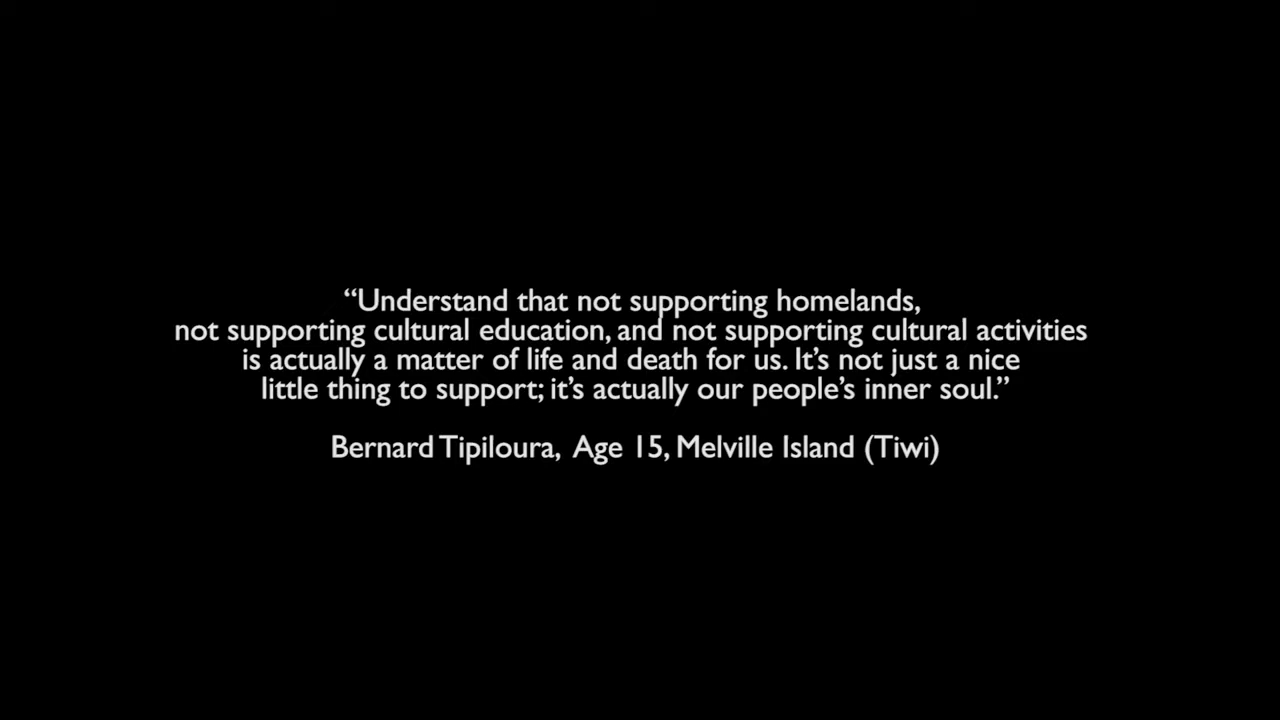 “Understand that not supporting homelands,
not supporting cultural education, and not supporting cultural activities
is actually a matter of life and death for us. It’s not just a nice
little thing to support; it’s actually our people’s inner soul.”
Bernard Tipiloura, Age 15, Melville Island (Tiwi)